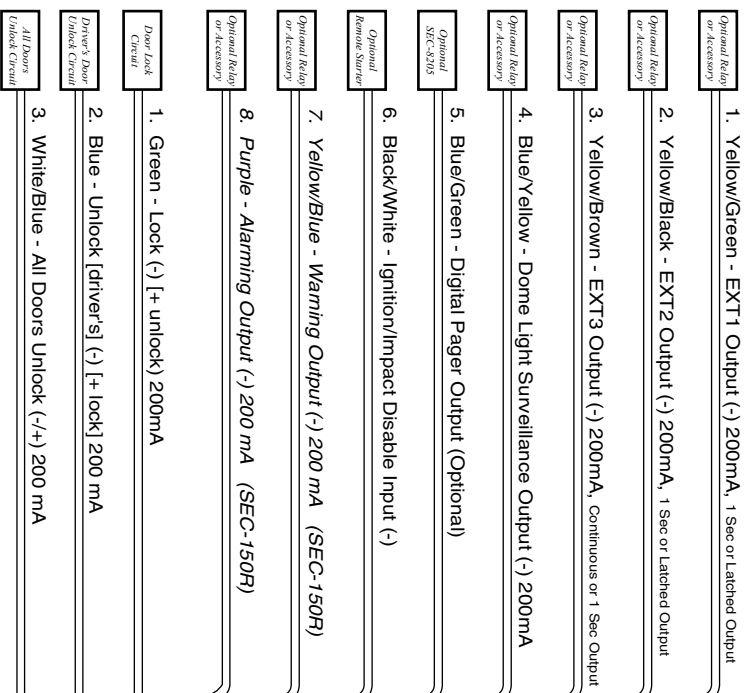 Optional Relay
or Accessory
1. Yellow/Green - EXT1 Output (-) 200mA, 1 Sec or Latched Output
Optional Relay
or Accessory
2. Yellow/Black - EXT2 Output (-) 200mA, 1 Sec or Latched Output
Optional Relay
or Accessory
3. Yellow/Brown - EXT3 Output (-) 200mA, Continuous or 1 Sec Output
Optional Relay
or Accessory
4. Blue/Yellow - Dome Light Surveillance Output (-) 200mA
Optional
SEC-8205
5. Blue/Green - Digital Pager Output (Optional)
Optional
Remote Starter
6. Black/White - Ignition/Impact Disable Input (-)
Optional Relay
or Accessory
7. Yellow/Blue - Warning Output (-) 200 mA (SEC-150R)
Optional Relay
or Accessory
8. Purple - Alarming Output (-) 200 mA (SEC-150R)
Door Lock
Circuit
1. Green - Lock (-) [+ unlock) 200mA
Driver's Door
Unlock Circuit
2. Blue - Unlock [driver's] (-) [+ lock] 200 mA
All Doors
Unlock Circuit
3. White/Blue - All Doors Unlock (-/+) 200 mA